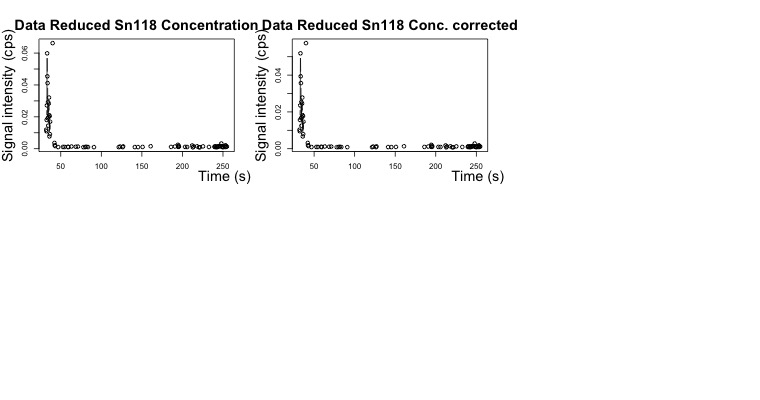 Data Reduced Sn118 Concentration
Signal intensity (cps)
0.00 0.02 0.04 0.06
50 100 150 200 250
Time (s)
Data Reduced Sn118 Conc. corrected
Signal intensity (cps)
0.00 0.02 0.04
50 100 150 200 250
Time (s)